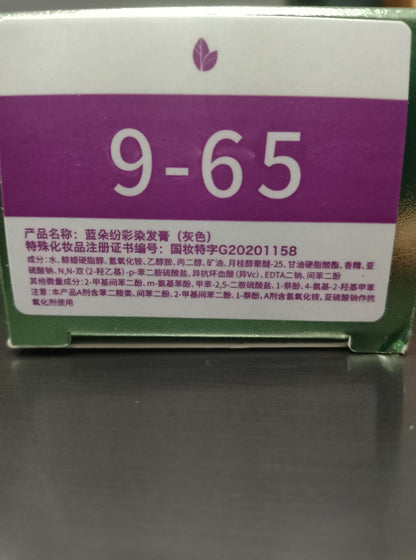 9-65
产品名称：蓝朵纷彩染发膏（灰色）
特殊化妆品注册证书编号：国妆特字G20201158
成分：水、鲸蜡硬脂醇、氢氧化铵、乙醇胺、丙二醇、矿油、月桂醇聚醚-25、甘油硬脂酸酯、香精、亚
硫酸钠、N,N-双(2-羟乙基)-p-苯二胺硫酸盐、异抗坏血酸(异Vc)、EDTA二钠、间苯二酚
其他微量成分：2-甲基间苯二酚、m-氨基苯酚、甲苯-2,5-二胺硫酸盐、1-萘酚、4-氨基-2-羟基甲苯
注意：本产品A剂含苯二胺类、间苯二酚、2-甲基间苯二酚、1-萘酚，A剂含氢氧化铵，亚硫酸钠作抗
氧化剂使用